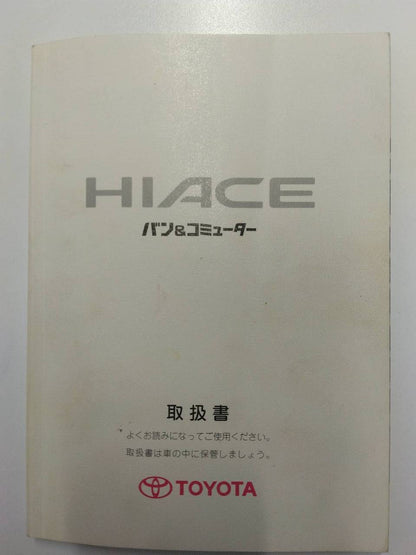 HIACE
バン&コミューター
取扱書
よくお読みになってご使用ください。
取扱書は車の中に保管しましょう。
TOYOTA